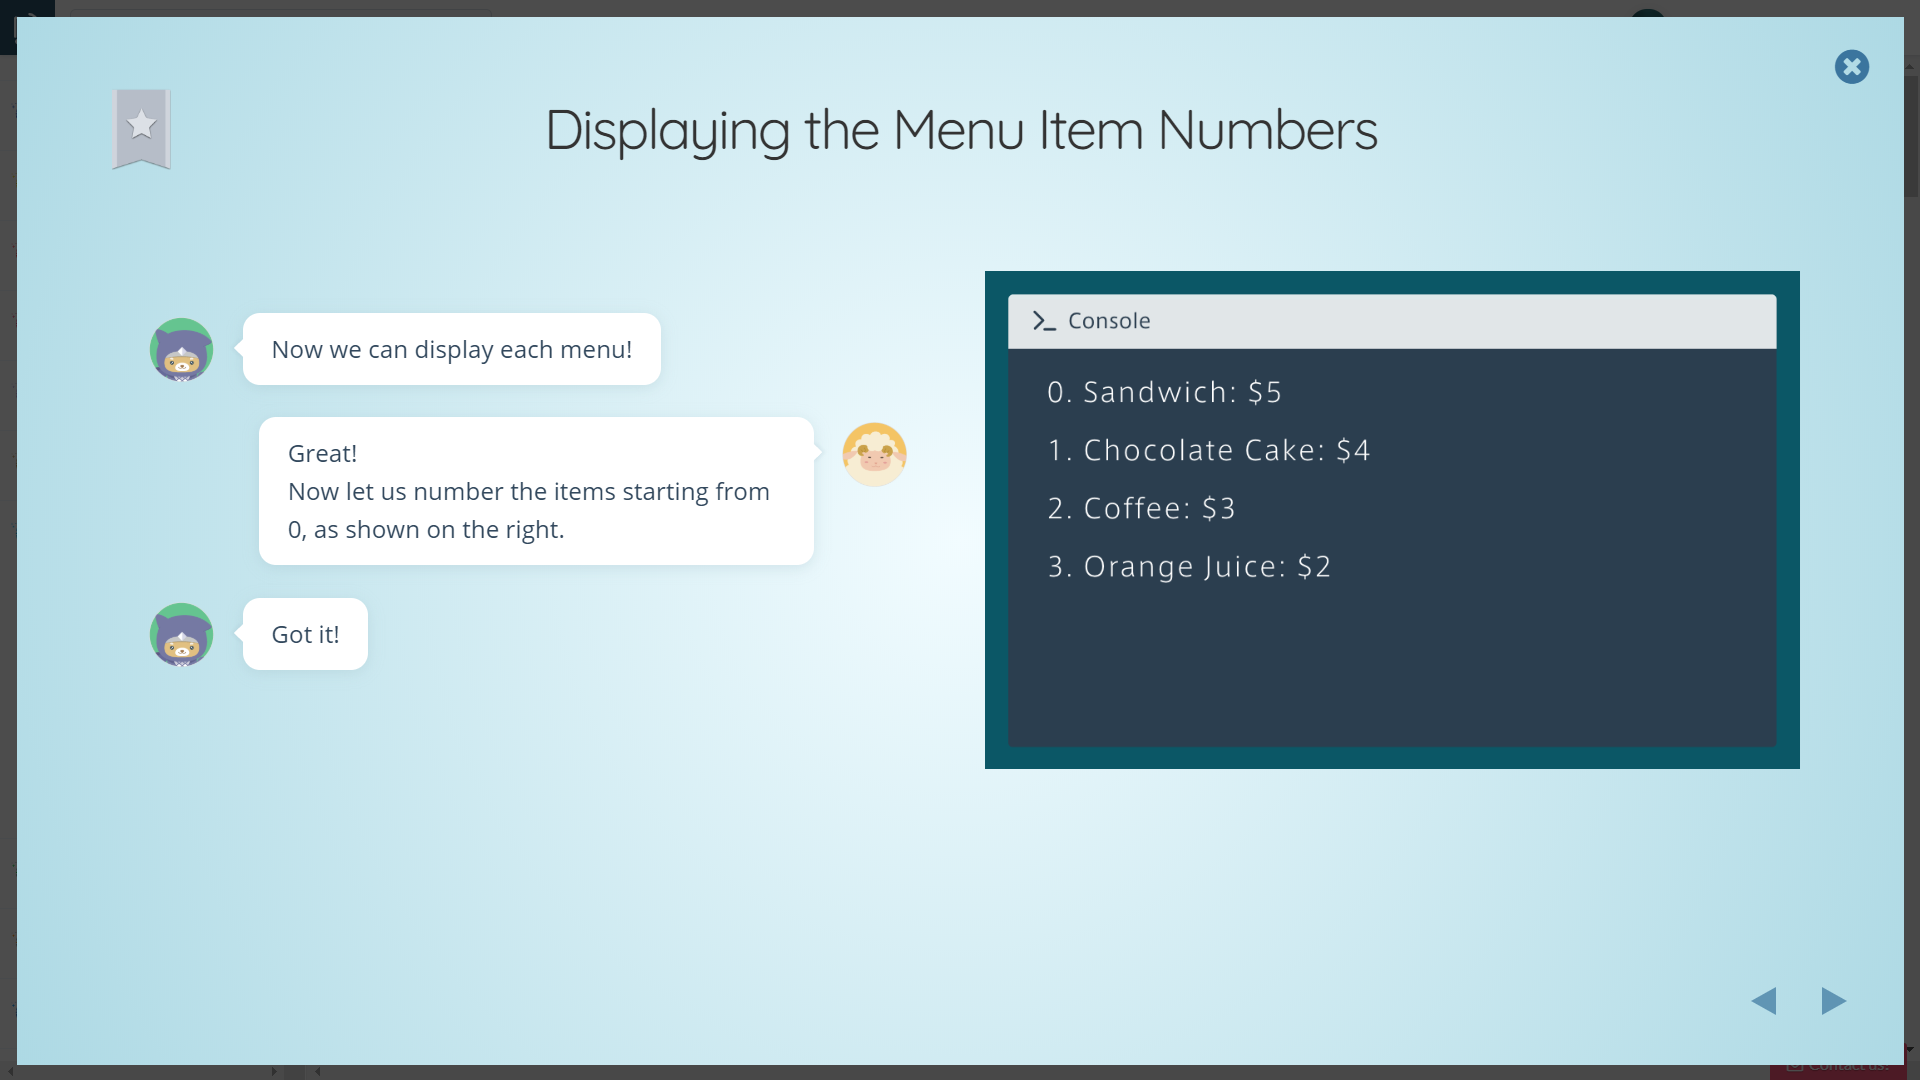 Displaying the Menu Item Numbers
Now we can display each menu!
Great!
Now let us number the items starting from
0, as shown on the right.
Got it!
Console
0. Sandwich: $5
1. Chocolate Cake: $4
2. Coffee: $3
3. Orange Juice: $2
Contact us!